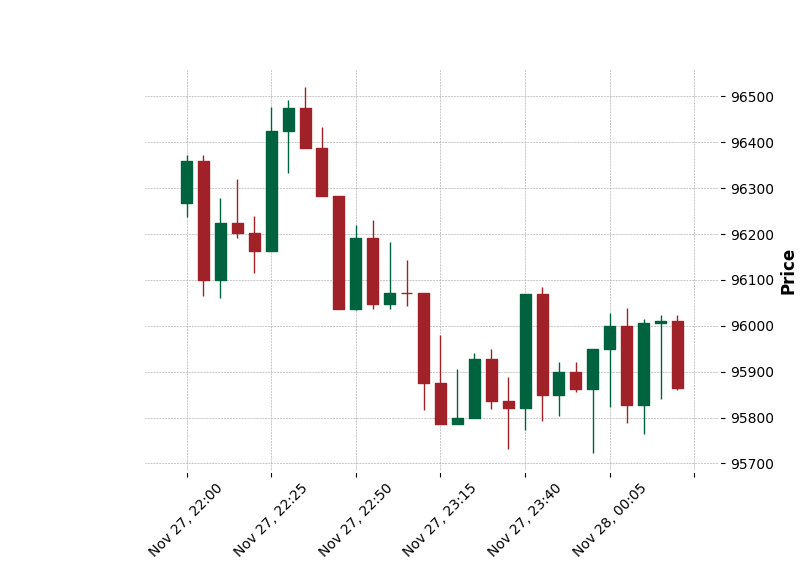 96500
96400
96300
96200
96100
96000
95900
95800
95700
Price
Nov 27, 22:00
Nov 27, 22:25
Nov 27, 22:50
Nov 27, 23:15
Nov 27, 23:40
Nov 28, 00:05